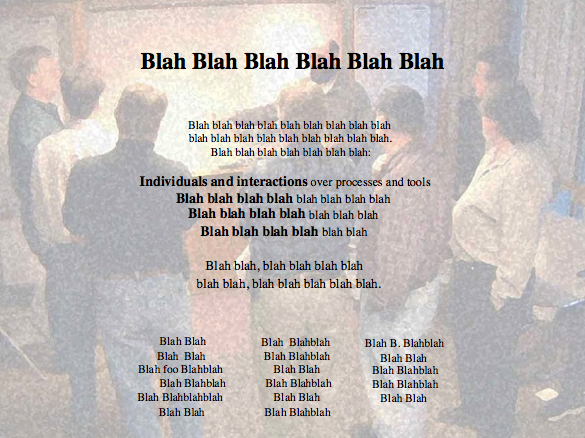 Blah Blah Blah Blah Blah Blah
Blah blah blah blah blah blah blah blah blah
blah blah blah blah blah blah blah blah blah.
Blah blah blah blah blah blah blah:
Individuals and interactions over processes and tools
Blah blah blah blah blah blah blah blah
Blah blah blah blah blah blah blah
Blah blah blah blah blah blah
Blah blah, blah blah blah blah
blah blah, blah blah blah blah blah.
Blah Blah
Blah Blah
Blah foo Blahblah
Blah Blahblah
Blah Blahblahblah
Blah Blah
Blah Blahblah
Blah Blahblah
Blah Blah
Blah Blahblah
Blah Blah
Blah Blahblah
Blah B. Blahblah
Blah Blah
Blah Blahblah
Blah Blahblah
Blah Blah